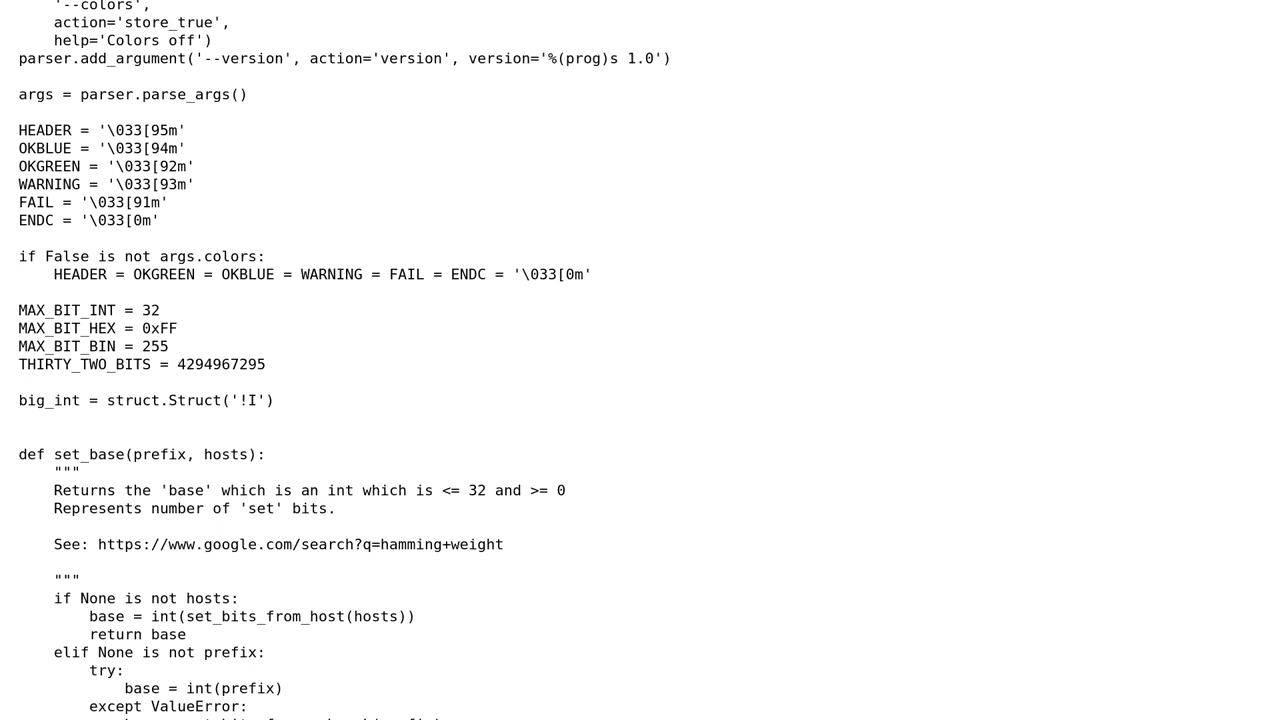 '--colors',
    action='store_true',
    help='Colors off')
parser.add_argument('--version', action='version', version='%(prog)s 1.0')

args = parser.parse_args()

HEADER = '\033[95m'
OKBLUE = '\033[94m'
OKGREEN = '\033[92m'
WARNING = '\033[93m'
FAIL = '\033[91m'
ENDC = '\033[0m'

if False is not args.colors:
    HEADER = OKGREEN = OKBLUE = WARNING = FAIL = ENDC = '\033[0m'

MAX_BIT_INT = 32
MAX_BIT_HEX = 0xFF
MAX_BIT_BIN = 255
THIRTY_TWO_BITS = 4294967295

big_int = struct.Struct('!I')


def set_base(prefix, hosts):
    """
    Returns the 'base' which is an int which is <= 32 and >= 0
    Represents number of 'set' bits.

    See: https://www.google.com/search?q=hamming+weight

    """
    if None is not hosts:
        base = int(set_bits_from_host(hosts))
        return base
    elif None is not prefix:
        try:
            base = int(prefix)
        except ValueError: